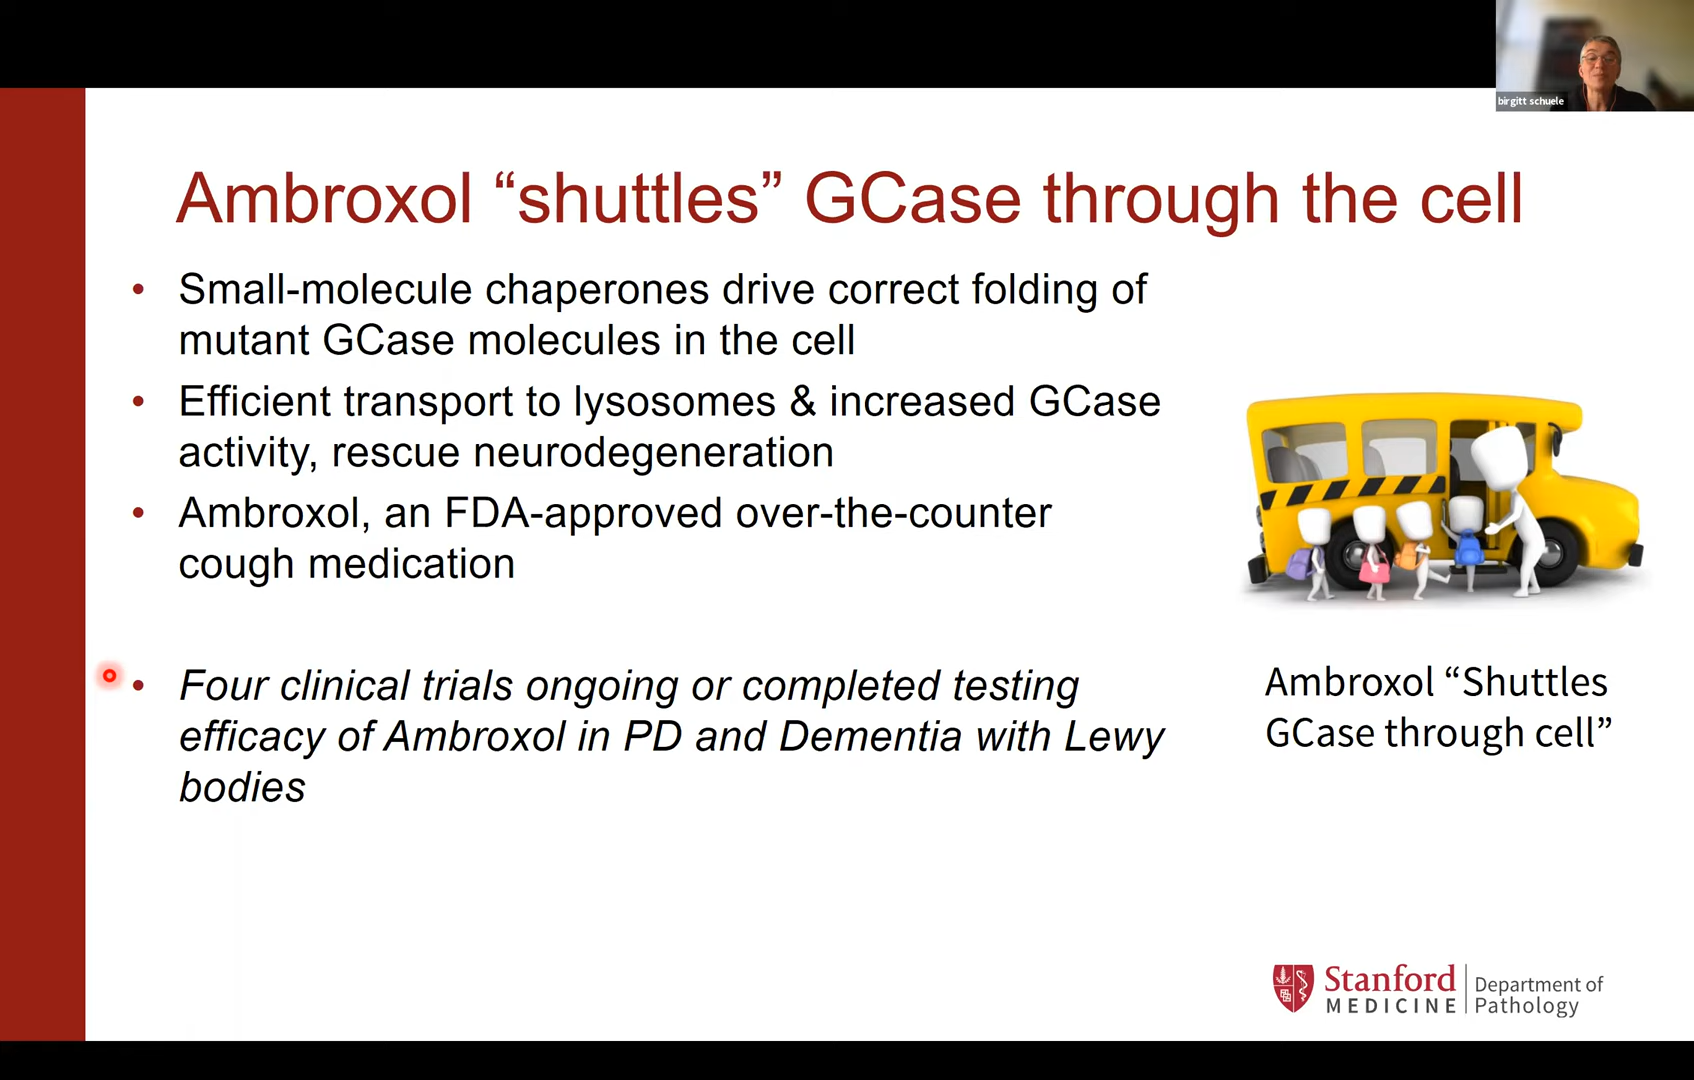 birgitt schuele
Ambroxol “shuttles” GCase through the cell
• Small-molecule chaperones drive correct folding of
mutant GCase molecules in the cell
• Efficient transport to lysosomes & increased GCase
activity, rescue neurodegeneration
• Ambroxol, an FDA-approved over-the-counter
cough medication
• Four clinical trials ongoing or completed testing
efficacy of Ambroxol in PD and Dementia with Lewy
bodies
Ambroxol “Shuttles
GCase through cell”
Stanford
MEDICINE
Department of
Pathology